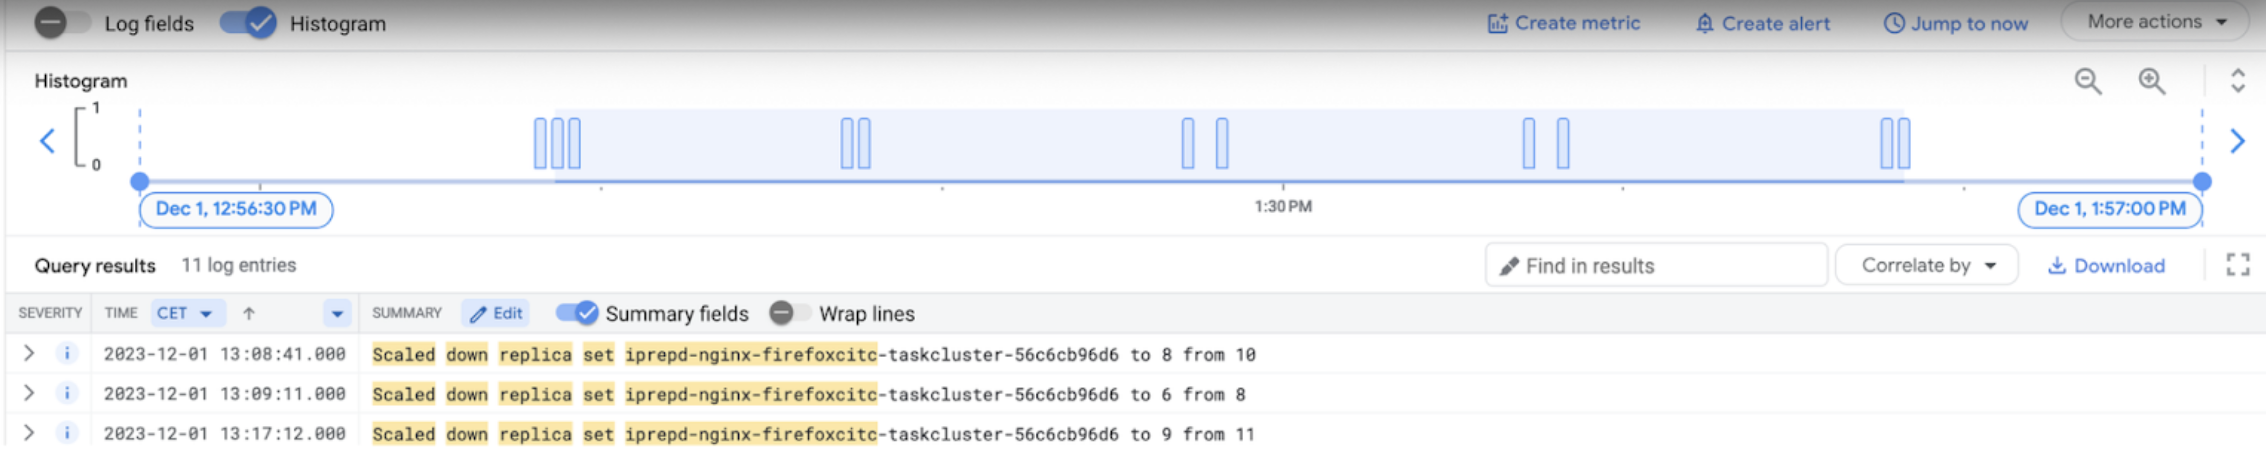 Log fields Histogram Create metric Create alert Jump to now More actions
Histogram
1
0
1:30 PM
Dec 1, 12:56:30 PM Dec 1, 1:57:00 PM
Query results 11 log entries Find in results Correlate by Download
SEVERITY TIME CET SUMMARY Edit Summary fields Wrap lines
2023-12-01 13:08:41.000 Scaled down replica set iprepd-nginx-firefoxcitc-taskcluster-56c6cb96d6 to 8 from 10
2023-12-01 13:09:11.000 Scaled down replica set iprepd-nginx-firefoxcitc-taskcluster-56c6cb96d6 to 6 from 8
2023-12-01 13:17:12.000 Scaled down replica set iprepd-nginx-firefoxcitc-taskcluster-56c6cb96d6 to 9 from 11